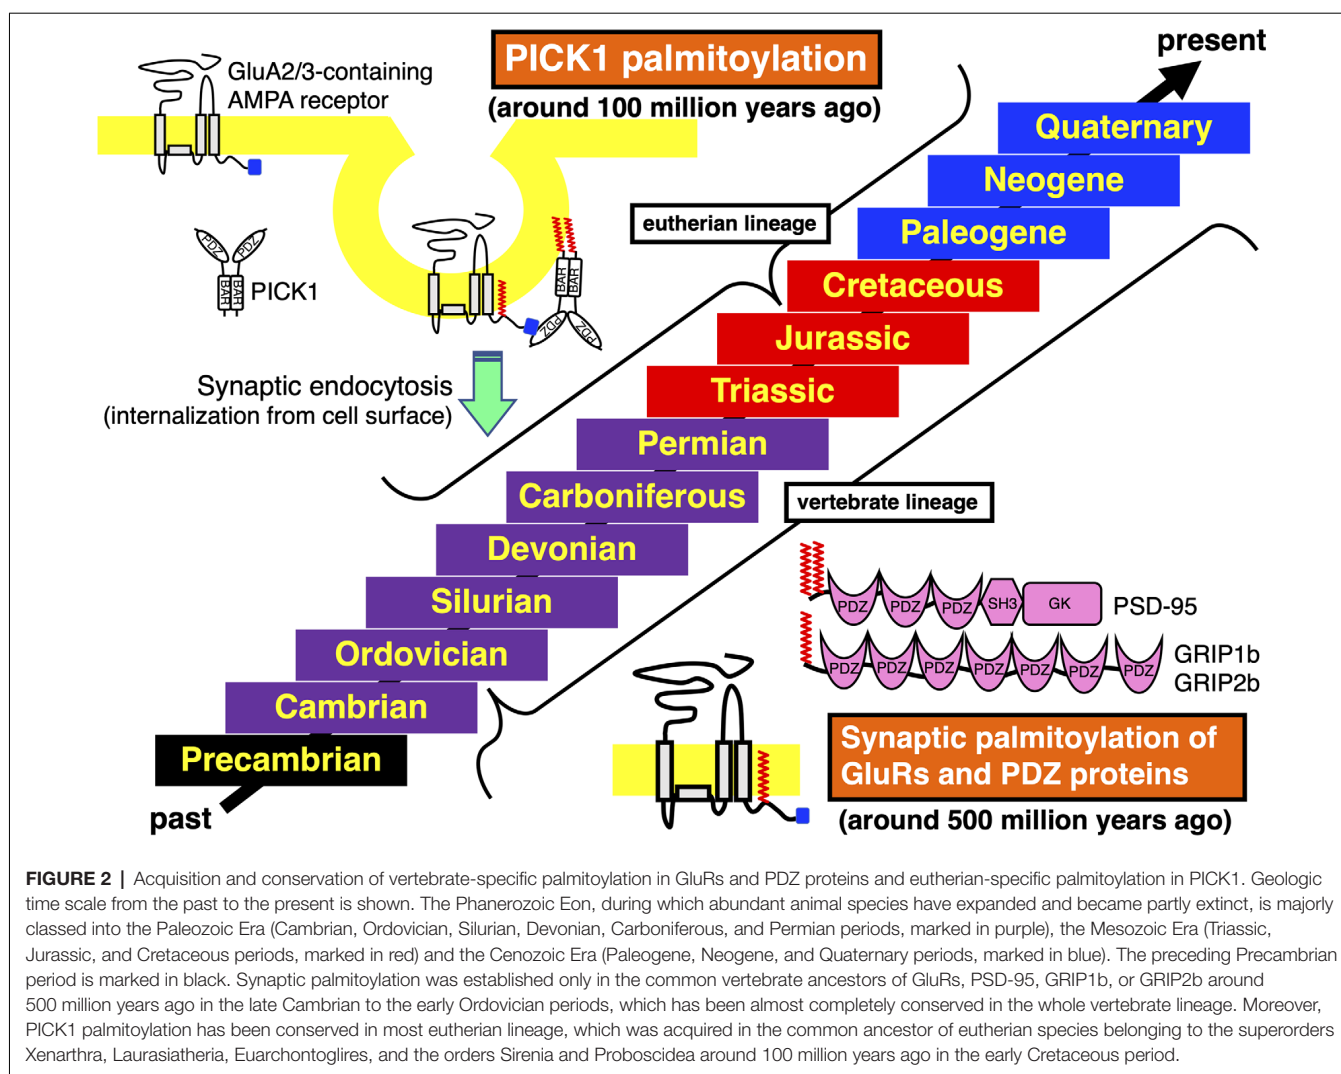 PICK1 palmitoylation
(around 100 million years ago)
present
GluA2/3-containing
AMPA receptor
PDZ
PDZ
BAR
BAR
PICK1
BAR
BAR
PDZ
PDZ
Synaptic endocytosis
(internalization from cell surface)
eutherian lineage
Quaternary
Neogene
Paleogene
Cretaceous
Jurassic
Triassic
Permian
Carboniferous
Devonian
Silurian
Ordovician
Cambrian
Precambrian
past
vertebrate lineage
PDZ
PDZ
PDZ
SH3
GK
PSD-95
PDZ
PDZ
PDZ
PDZ
PDZ
PDZ
PDZ
GRIP1b
GRIP2b
Synaptic palmitoylation of
GluRs and PDZ proteins
(around 500 million years ago)
FIGURE 2 | Acquisition and conservation of vertebrate-specific palmitoylation in GluRs and PDZ proteins and eutherian-specific palmitoylation in PICK1. Geologic
time scale from the past to the present is shown. The Phanerozoic Eon, during which abundant animal species have expanded and became partly extinct, is majorly
classed into the Paleozoic Era (Cambrian, Ordovician, Silurian, Devonian, Carboniferous, and Permian periods, marked in purple), the Mesozoic Era (Triassic,
Jurassic, and Cretaceous periods, marked in red) and the Cenozoic Era (Paleogene, Neogene, and Quaternary periods, marked in blue). The preceding Precambrian
period is marked in black. Synaptic palmitoylation was established only in the common vertebrate ancestors of GluRs, PSD-95, GRIP1b, or GRIP2b around
500 million years ago in the late Cambrian to the early Ordovician periods, which has been almost completely conserved in the whole vertebrate lineage. Moreover,
PICK1 palmitoylation has been conserved in most eutherian lineage, which was acquired in the common ancestor of eutherian species belonging to the superorders
Xenarthra, Laurasiatheria, Euarchontoglires, and the orders Sirenia and Proboscidea around 100 million years ago in the early Cretaceous period.